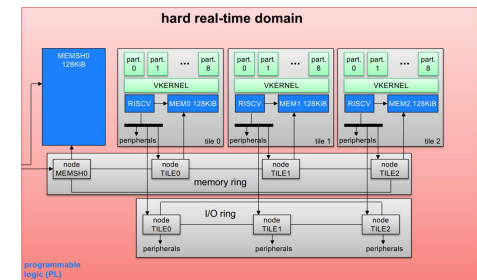 hard real-time domain
MEMSH0
128KiB
part.
0
part.
1
...
part.
8
VKERNEL
RISCV
MEM0 128KiB
peripherals
tile 0
part.
0
part.
1
...
part.
8
VKERNEL
RISCV
MEM1 128KiB
peripherals
tile 1
part.
0
part.
1
...
part.
8
VKERNEL
RISCV
MEM2 128KiB
peripherals
tile 2
node
MEMSH0
node
TILE0
node
TILE1
node
TILE2
memory ring
I/O ring
node
TILE0
node
TILE1
node
TILE2
peripherals
peripherals
peripherals
programmable
logic (PL)